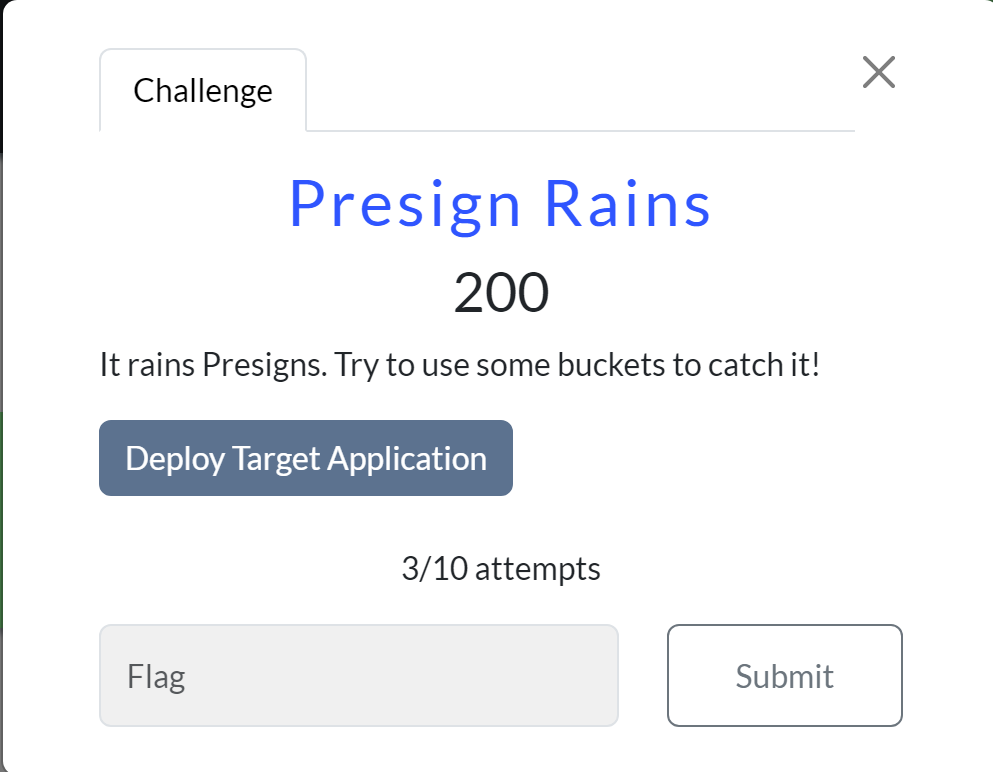 Challenge
Presign Rains
200
It rains Presigns. Try to use some buckets to catch it!
Deploy Target Application
3/10 attempts
Flag
Submit